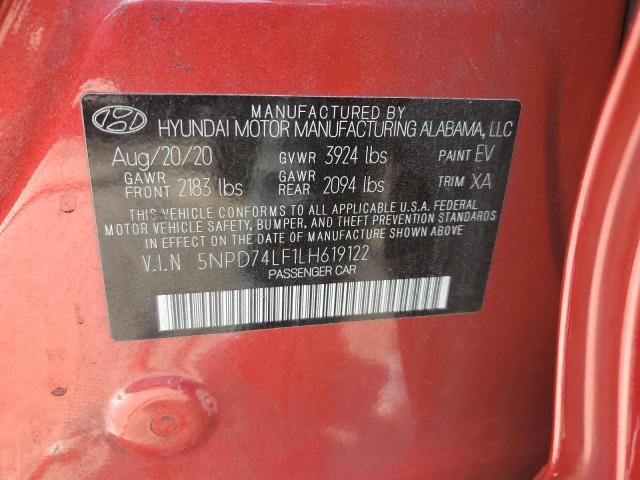 MANUFACTURED BY
HYUNDAI MOTOR MANUFACTURING ALABAMA, LLC
Aug/20/20 GVWR 3924 lbs PAINT EV
GAWR FRONT 2183 lbs GAWR REAR 2094 lbs TRIM XA
THIS VEHICLE CONFORMS TO ALL APPLICABLE U.S.A. FEDERAL
MOTOR VEHICLE SAFETY, BUMPER, AND THEFT PREVENTION STANDARDS
IN EFFECT ON THE DATE OF MANUFACTURE SHOWN ABOVE.
V.I.N 5NPD74LF1LH619122
PASSENGER CAR